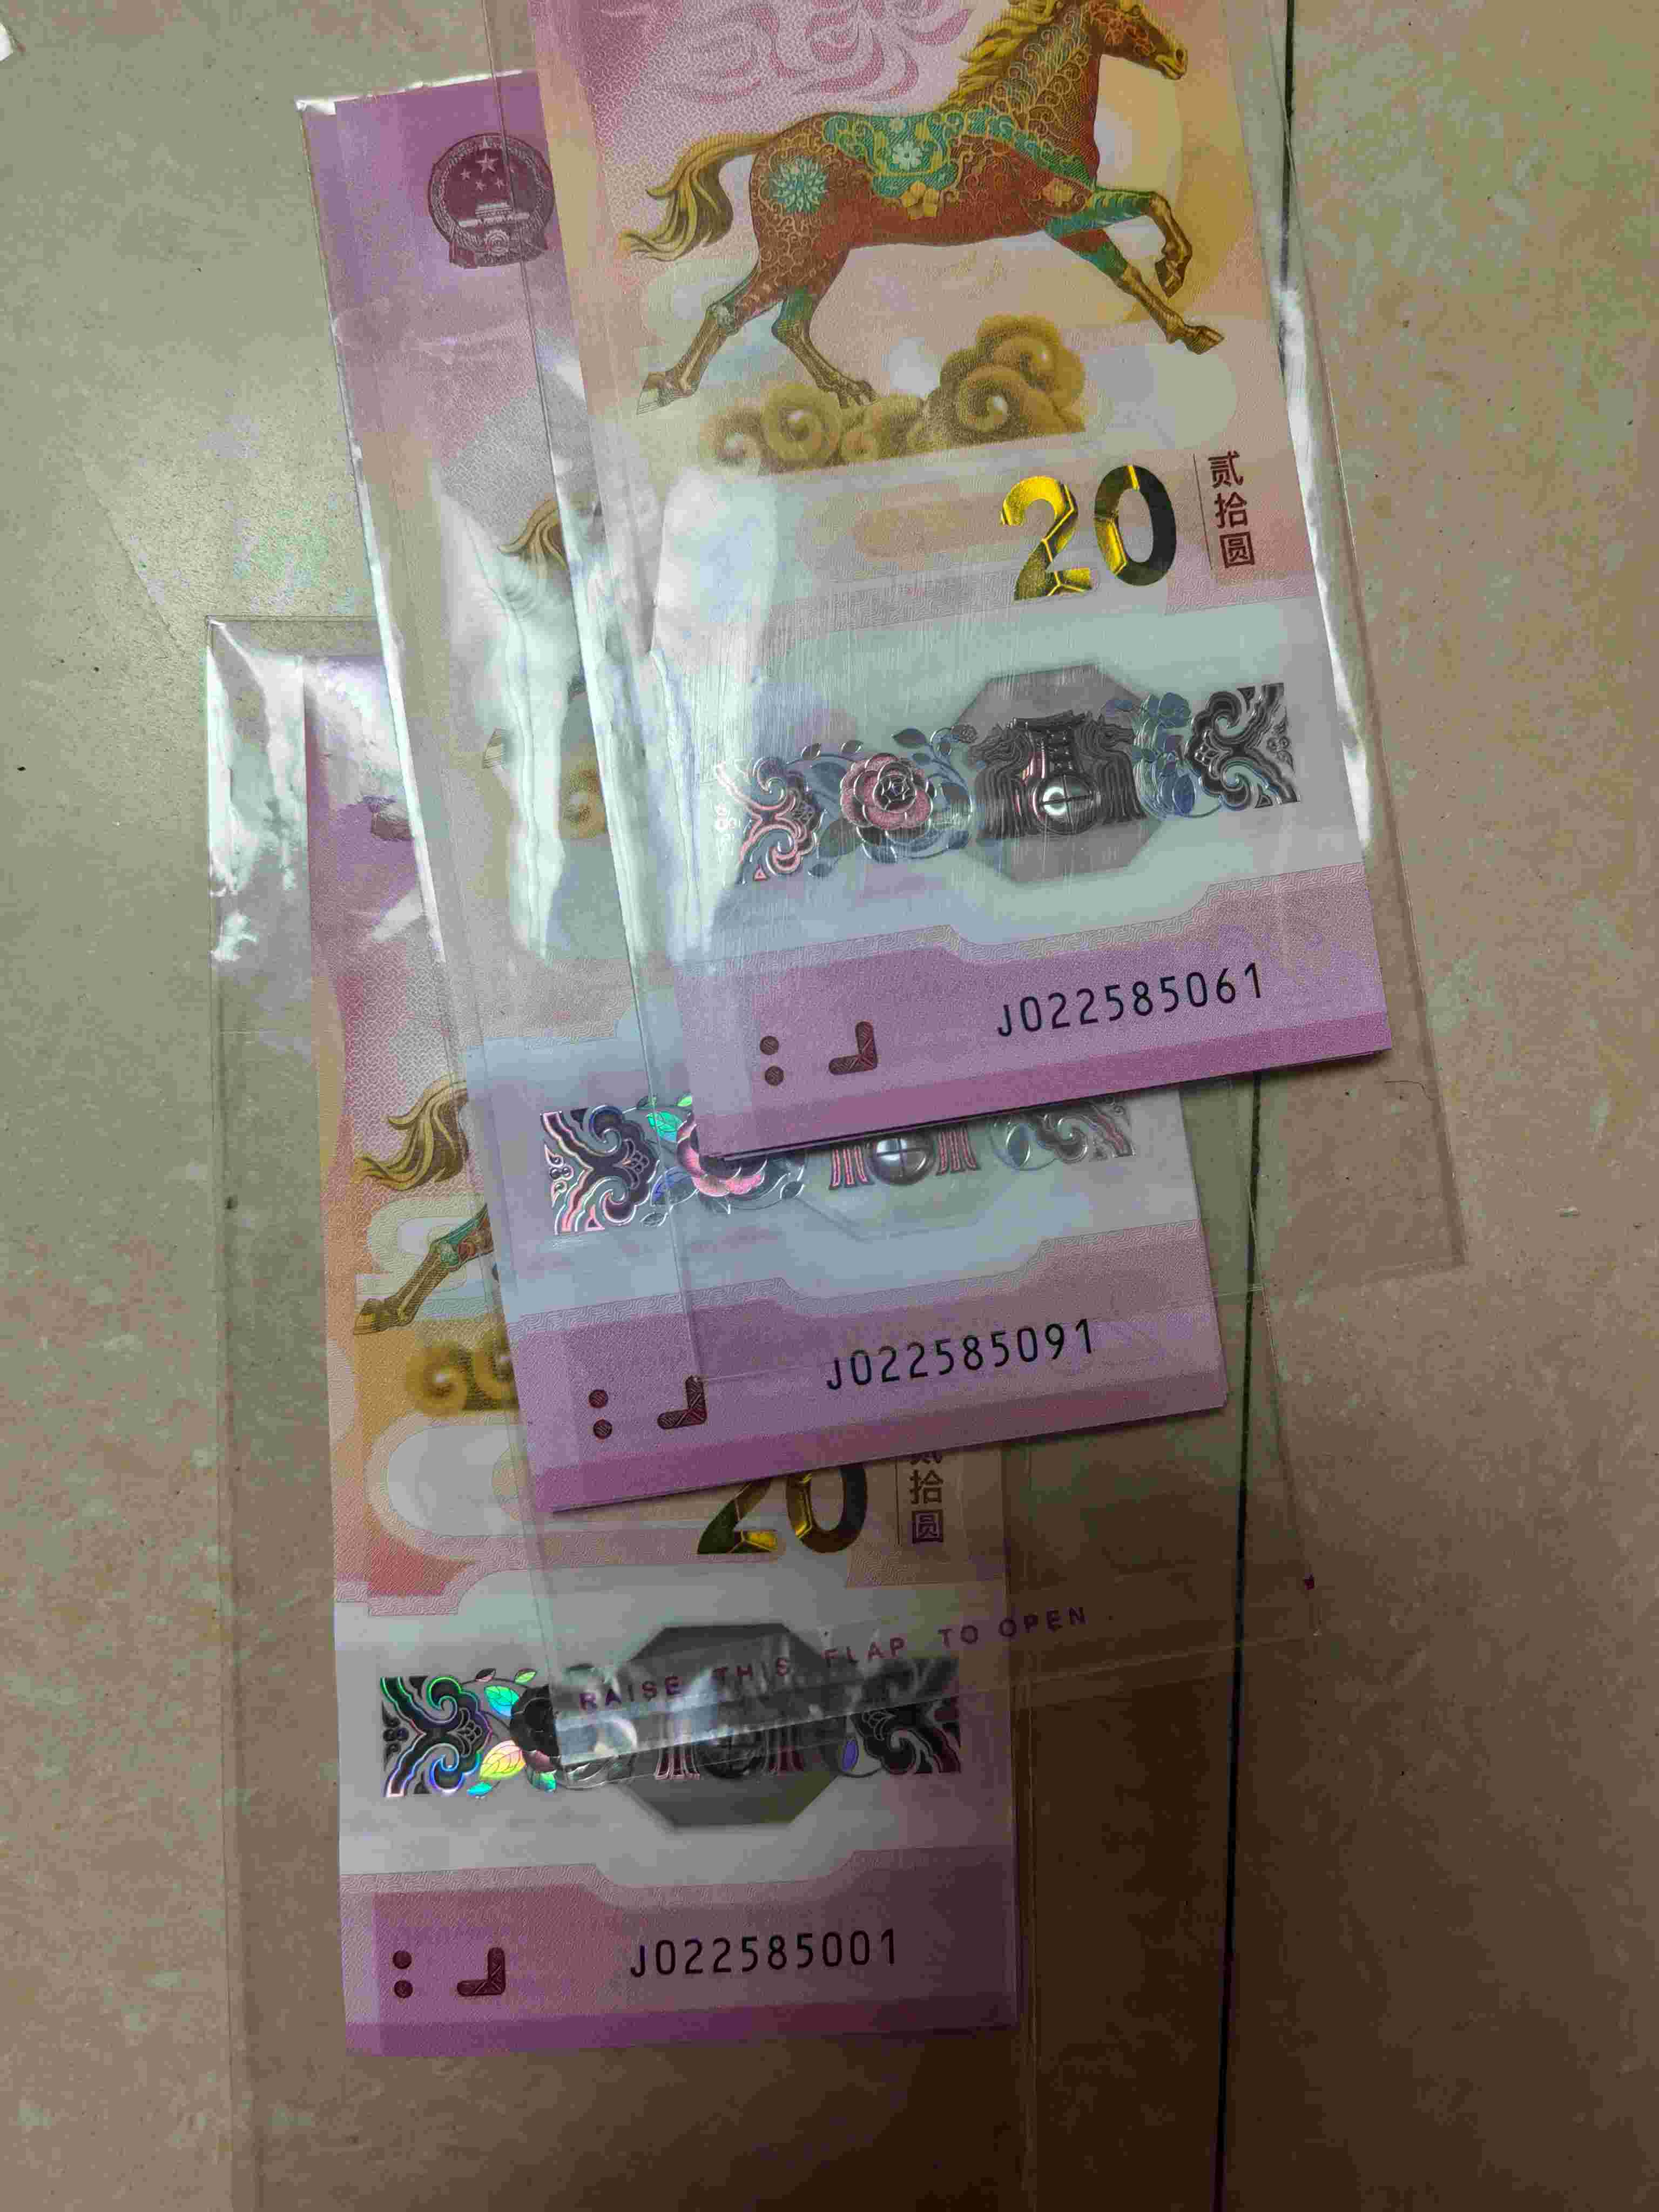 20
贰拾圆
J022585061
J022585091
20
拾圆
RAISE THIS FLAP TO OPEN
J022585001